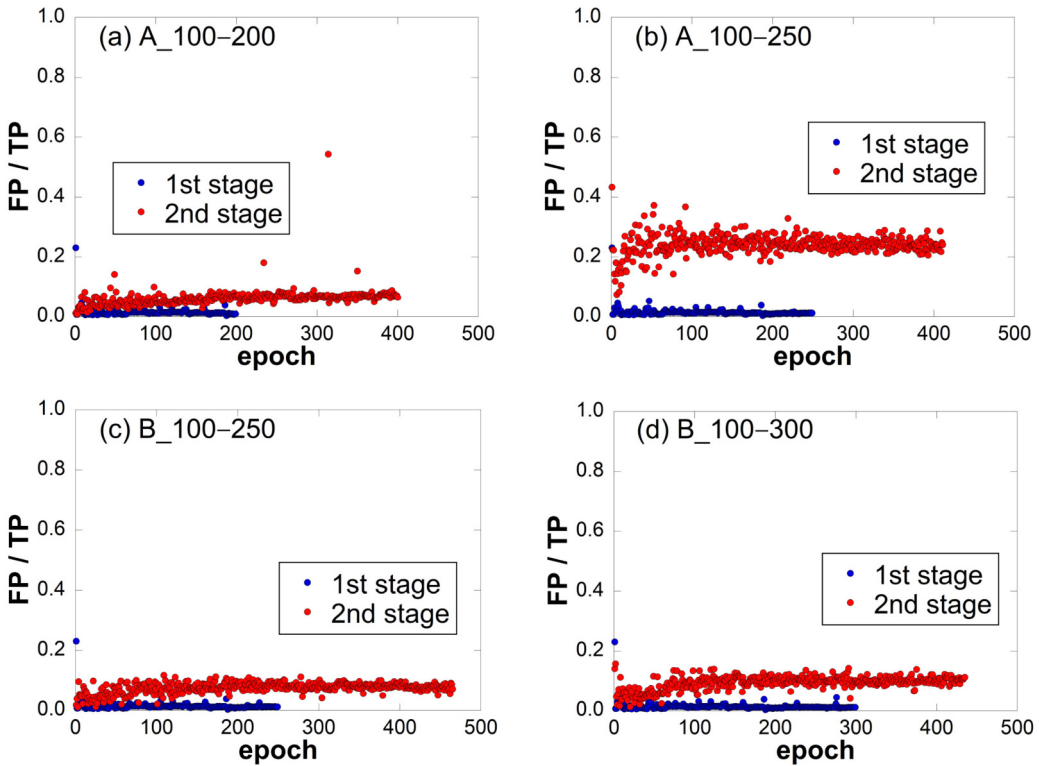 (a) A_100−200
1.0
0.8
0.6
0.4
0.2
0.0
FP / TP
1st stage
2nd stage
0
100
200
300
400
500
epoch
(b) A_100−250
1.0
0.8
0.6
0.4
0.2
0.0
FP / TP
1st stage
2nd stage
0
100
200
300
400
500
epoch
(c) B_100−250
1.0
0.8
0.6
0.4
0.2
0.0
FP / TP
1st stage
2nd stage
0
100
200
300
400
500
epoch
(d) B_100−300
1.0
0.8
0.6
0.4
0.2
0.0
FP / TP
1st stage
2nd stage
0
100
200
300
400
500
epoch